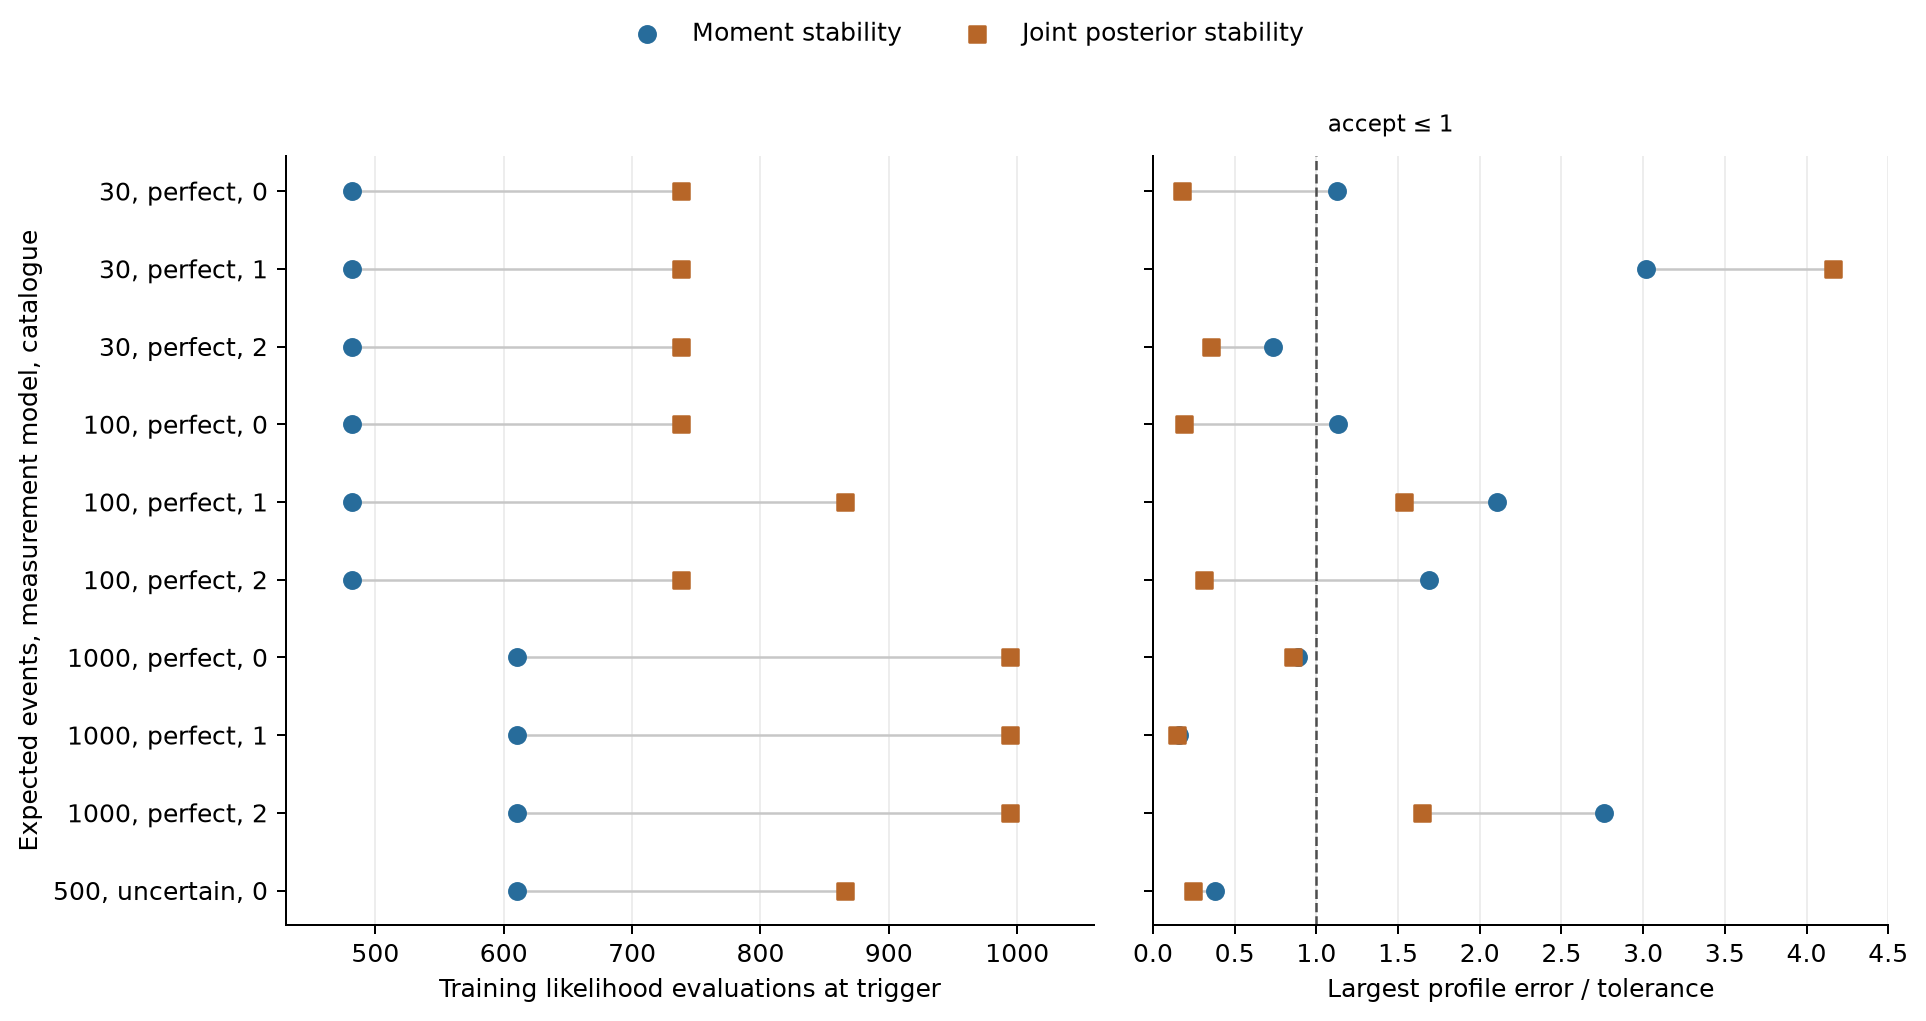 Moment stability
Joint posterior stability
accept ≤ 1
Expected events, measurement model, catalogue
30, perfect, 0
30, perfect, 1
30, perfect, 2
100, perfect, 0
100, perfect, 1
100, perfect, 2
1000, perfect, 0
1000, perfect, 1
1000, perfect, 2
500, uncertain, 0
500 600 700 800 900 1000
Training likelihood evaluations at trigger
0.0 0.5 1.0 1.5 2.0 2.5 3.0 3.5 4.0 4.5
Largest profile error / tolerance